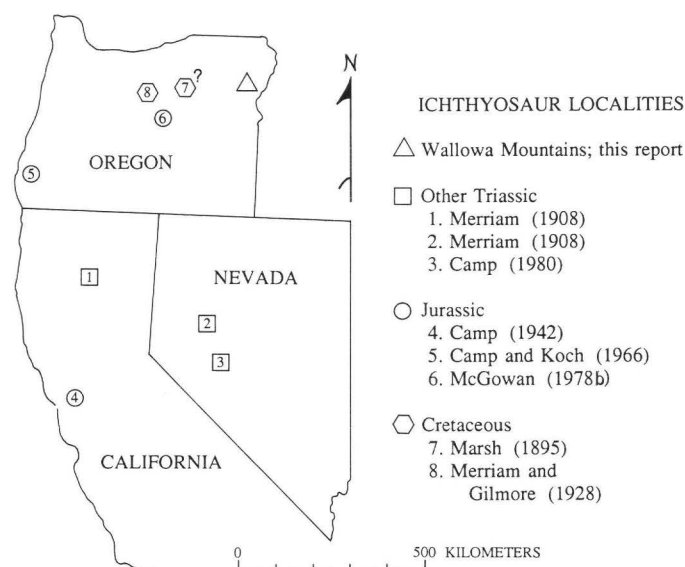 N
8
7
?
6
OREGON
5
1
NEVADA
2
3
4
CALIFORNIA
0 500 KILOMETERS
ICHTHYOSAUR LOCALITIES
Wallowa Mountains; this report
Other Triassic
1. Merriam (1908)
2. Merriam (1908)
3. Camp (1980)
Jurassic
4. Camp (1942)
5. Camp and Koch (1966)
6. McGowan (1978b)
Cretaceous
7. Marsh (1895)
8. Merriam and
Gilmore (1928)